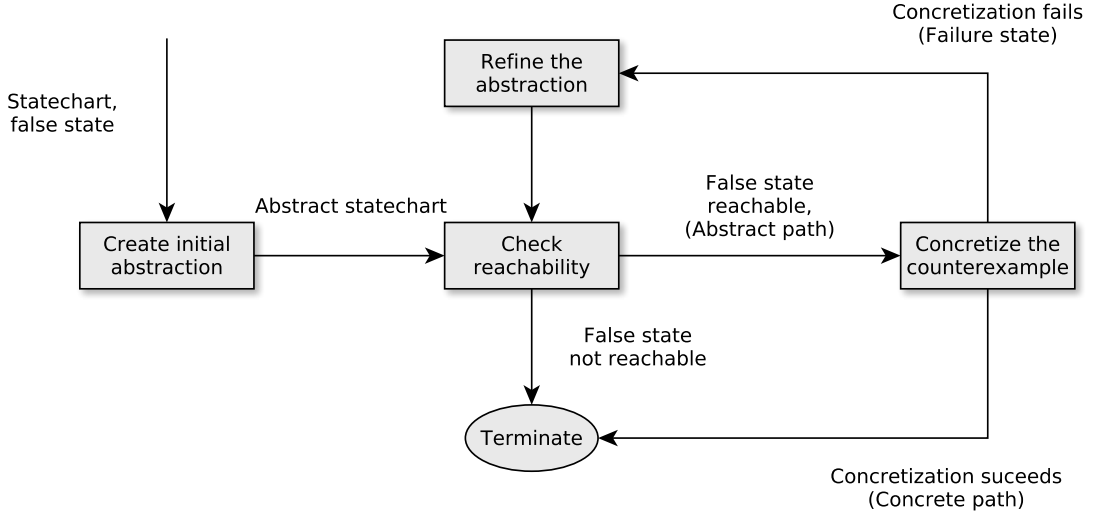 Concretization fails
(Failure state)
Refine the
abstraction
Statechart,
false state
Abstract statechart
False state
reachable,
(Abstract path)
Create initial
abstraction
Check
reachability
Concretize the
counterexample
False state
not reachable
Terminate
Concretization suceeds
(Concrete path)